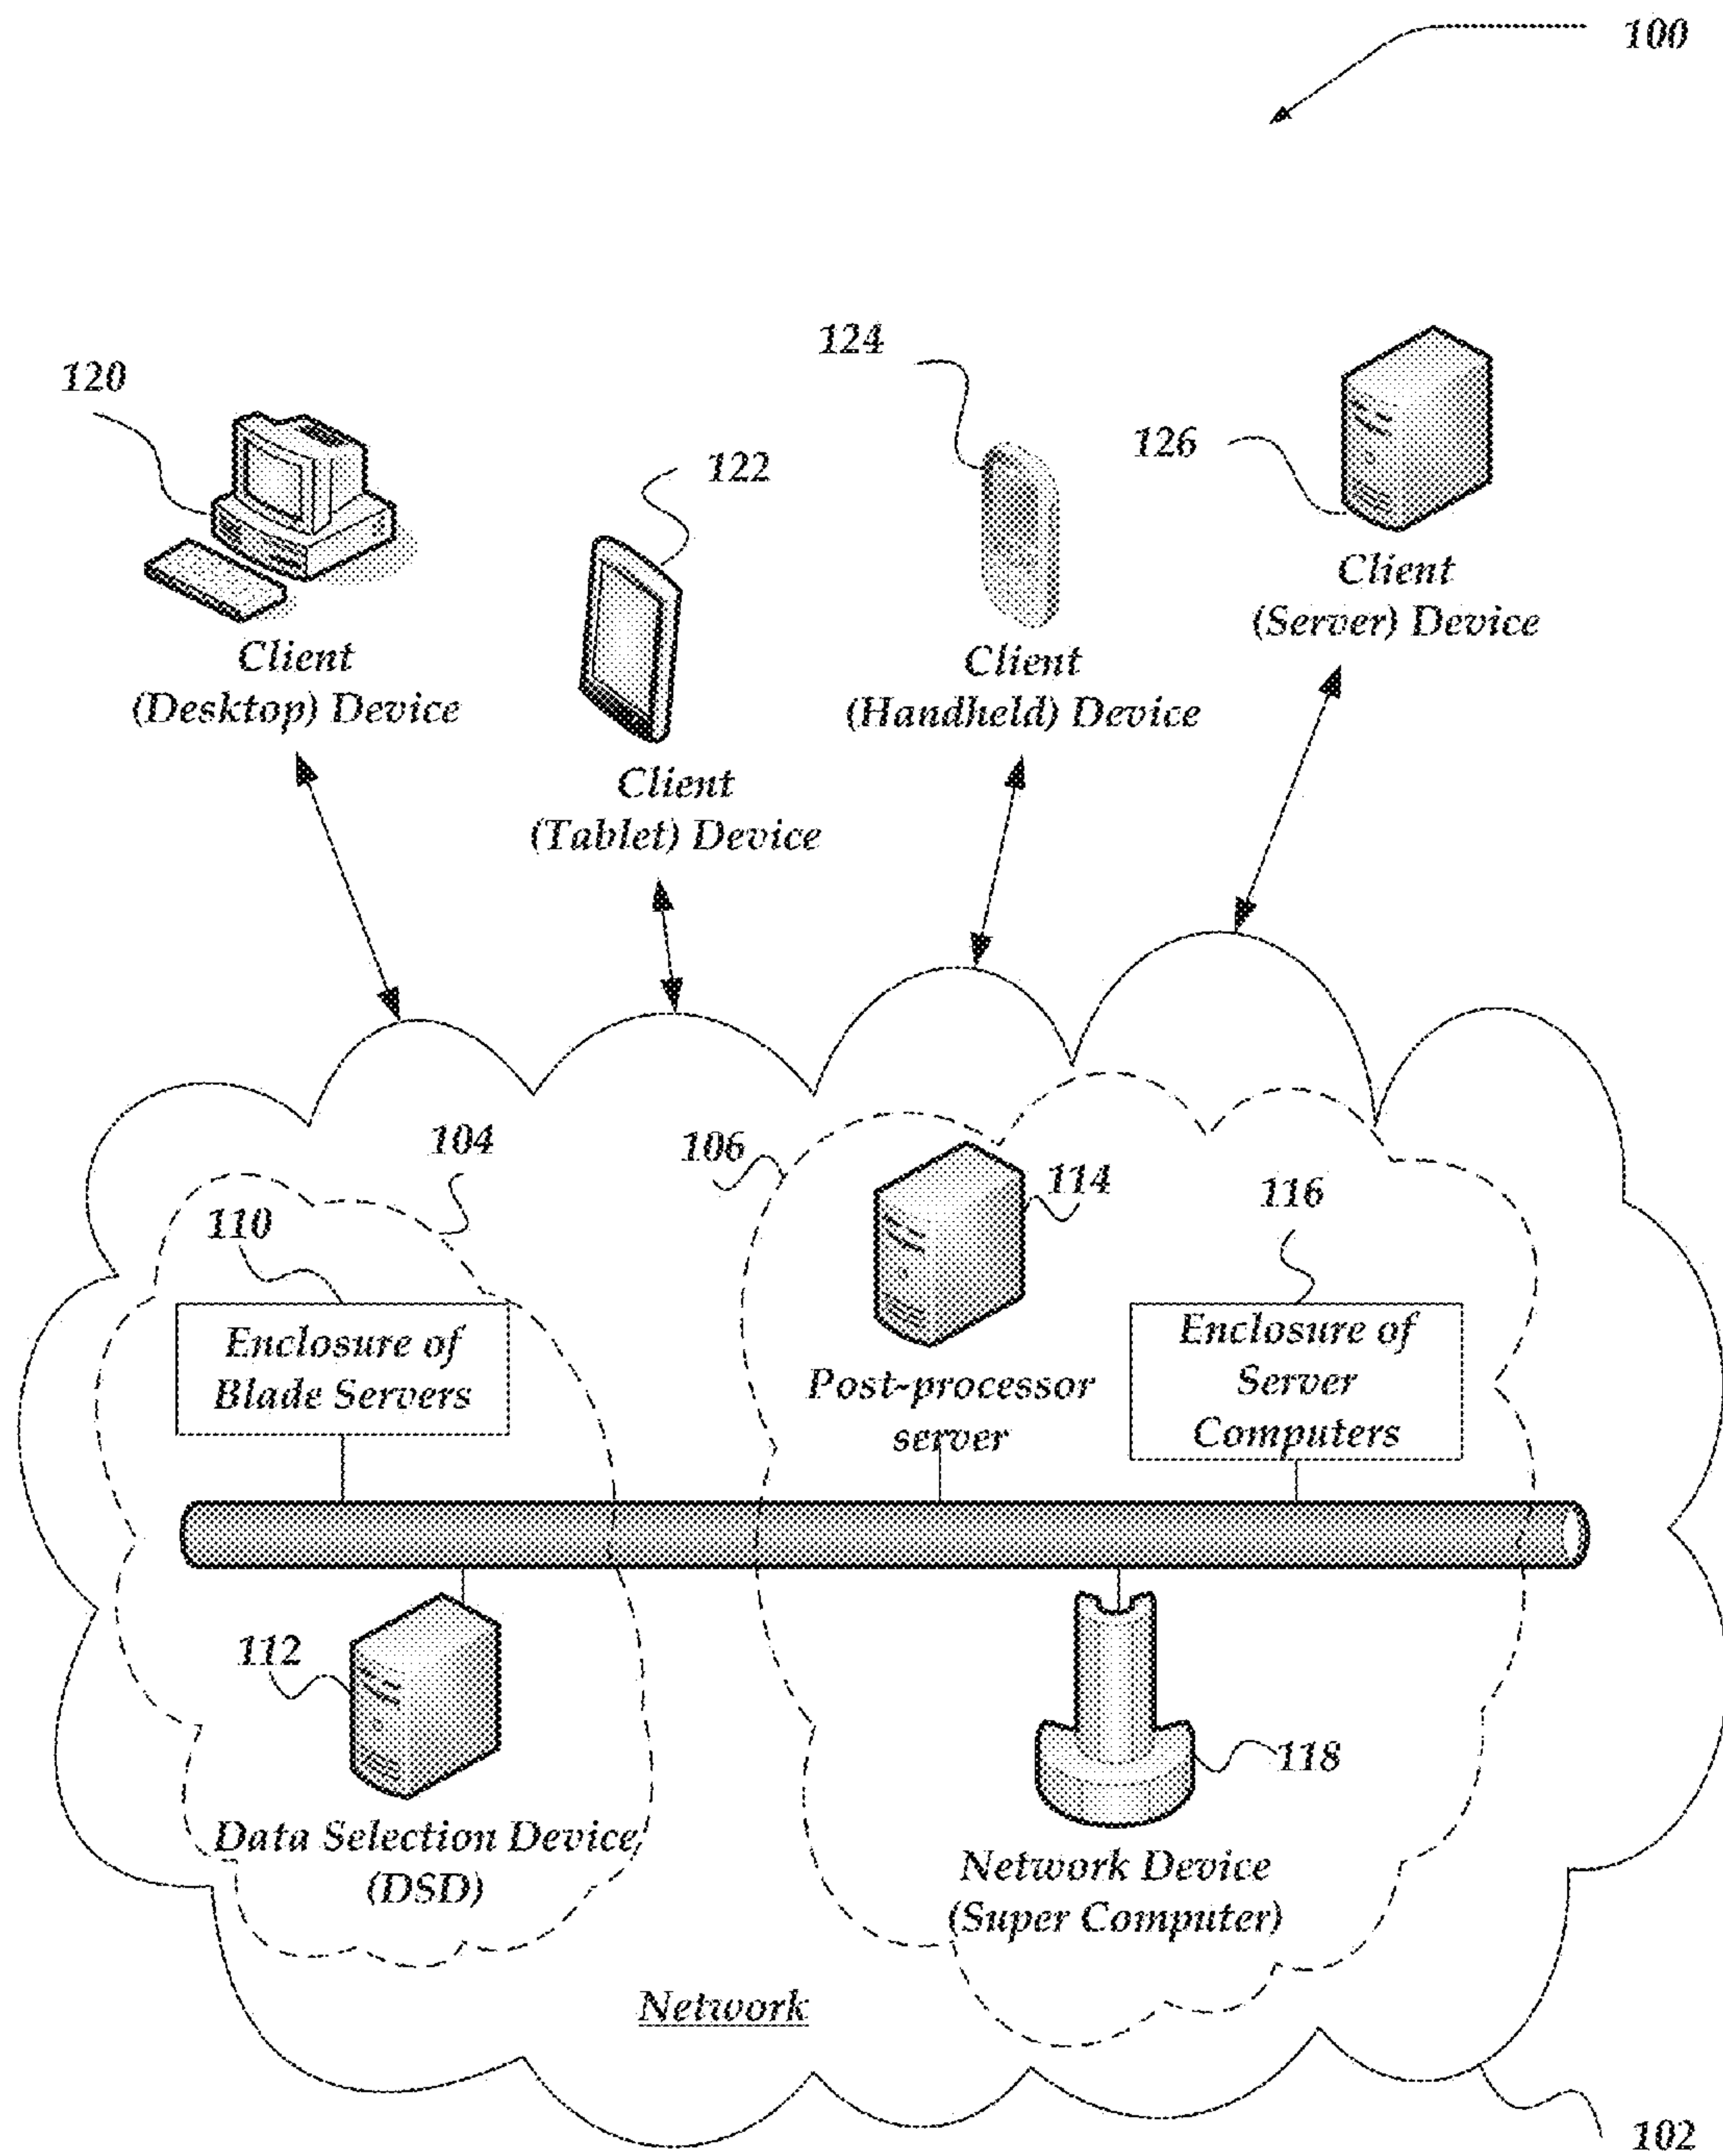 100
120
122
124
126
Client
(Desktop) Device
Client
(Tablet) Device
Client
(Handheld) Device
Client
(Server) Device
104
106
110
114
116
Enclosure of
Blade Servers
Post-processor
server
Enclosure of
Server
Computers
112
118
Data Selection Device
(DSD)
Network Device
(Super Computer)
Network
102